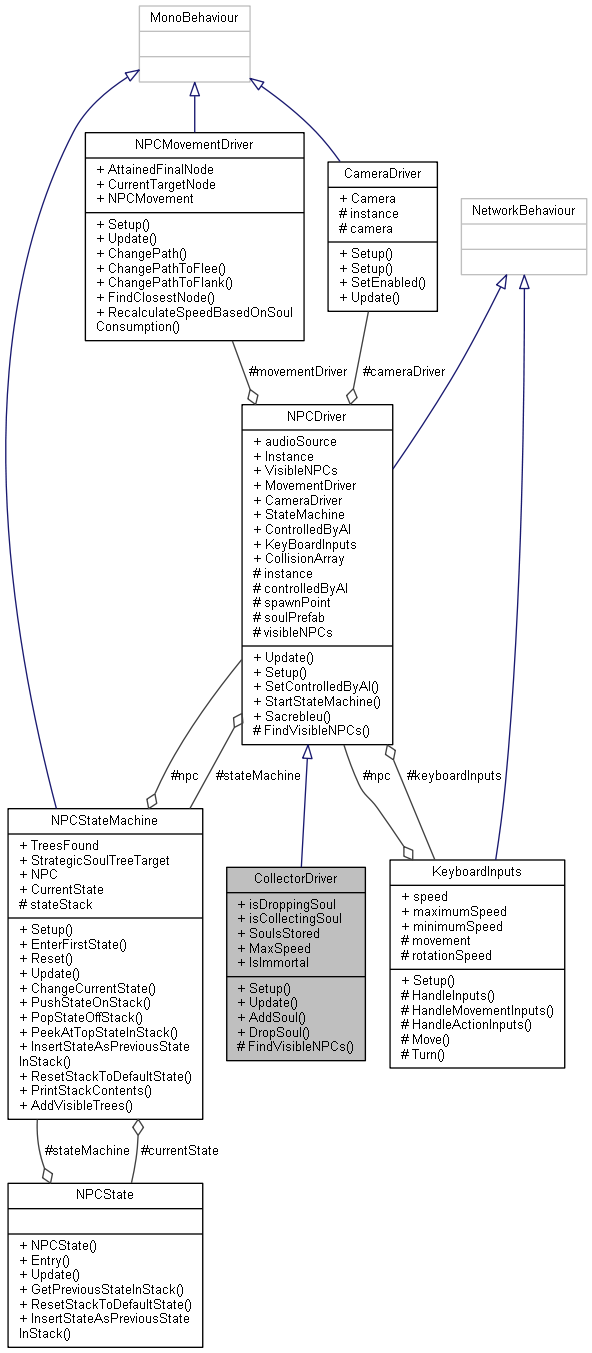 MonoBehaviour
NPCMovementDriver
+ AttainedFinalNode
+ CurrentTargetNode
+ NPCMovement
+ Setup()
+ Update()
+ ChangePath()
+ ChangePathToFlee()
+ ChangePathToFlank()
+ FindClosestNode()
+ RecalculateSpeedBasedOnSoul
Consumption()
CameraDriver
+ Camera
# instance
# camera
+ Setup()
+ Setup()
+ SetEnabled()
+ Update()
NetworkBehaviour
#movementDriver
#cameraDriver
NPCDriver
+ audioSource
+ Instance
+ VisibleNPCs
+ MovementDriver
+ CameraDriver
+ StateMachine
+ ControlledByAI
+ KeyBoardInputs
+ CollisionArray
# instance
# controlledByAI
# spawnPoint
# soulPrefab
# visibleNPCs
+ Update()
+ Setup()
+ SetControlledByAI()
+ StartStateMachine()
+ Sacrebleu()
# FindVisibleNPCs()
#npc
#stateMachine
#npc
#keyboardInputs
NPCStateMachine
+ TreesFound
+ StrategicSoulTreeTarget
+ NPC
+ CurrentState
# stateStack
+ Setup()
+ EnterFirstState()
+ Reset()
+ Update()
+ ChangeCurrentState()
+ PushStateOnStack()
+ PopStateOffStack()
+ PeekAtTopStateInStack()
+ InsertStateAsPreviousState
InStack()
+ ResetStackToDefaultState()
+ PrintStackContents()
+ AddVisibleTrees()
CollectorDriver
+ isDroppingSoul
+ isCollectingSoul
+ SoulsStored
+ MaxSpeed
+ IsImmortal
+ Setup()
+ Update()
+ AddSoul()
+ DropSoul()
# FindVisibleNPCs()
KeyboardInputs
+ speed
+ maximumSpeed
+ minimumSpeed
# movement
# rotationSpeed
+ Setup()
# HandleInputs()
# HandleMovementInputs()
# HandleActionInputs()
# Move()
# Turn()
#stateMachine
#currentState
NPCState
+ NPCState()
+ Entry()
+ Update()
+ GetPreviousStateInStack()
+ ResetStackToDefaultState()
+ InsertStateAsPreviousState
InStack()